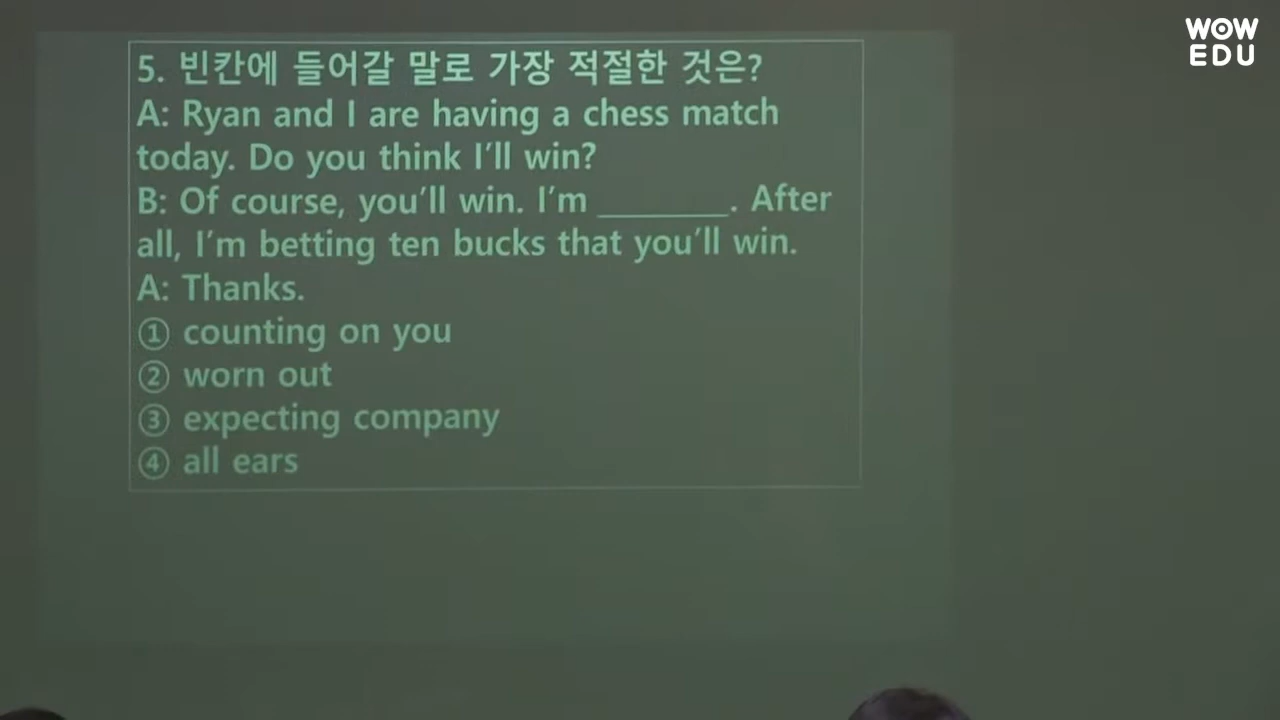 WOW
EDU
5. 빈칸에 들어갈 말로 가장 적절한 것은?
A: Ryan and I are having a chess match
today. Do you think I’ll win?
B: Of course, you’ll win. I’m ________. After
all, I’m betting ten bucks that you’ll win.
A: Thanks.
① counting on you
② worn out
③ expecting company
④ all ears